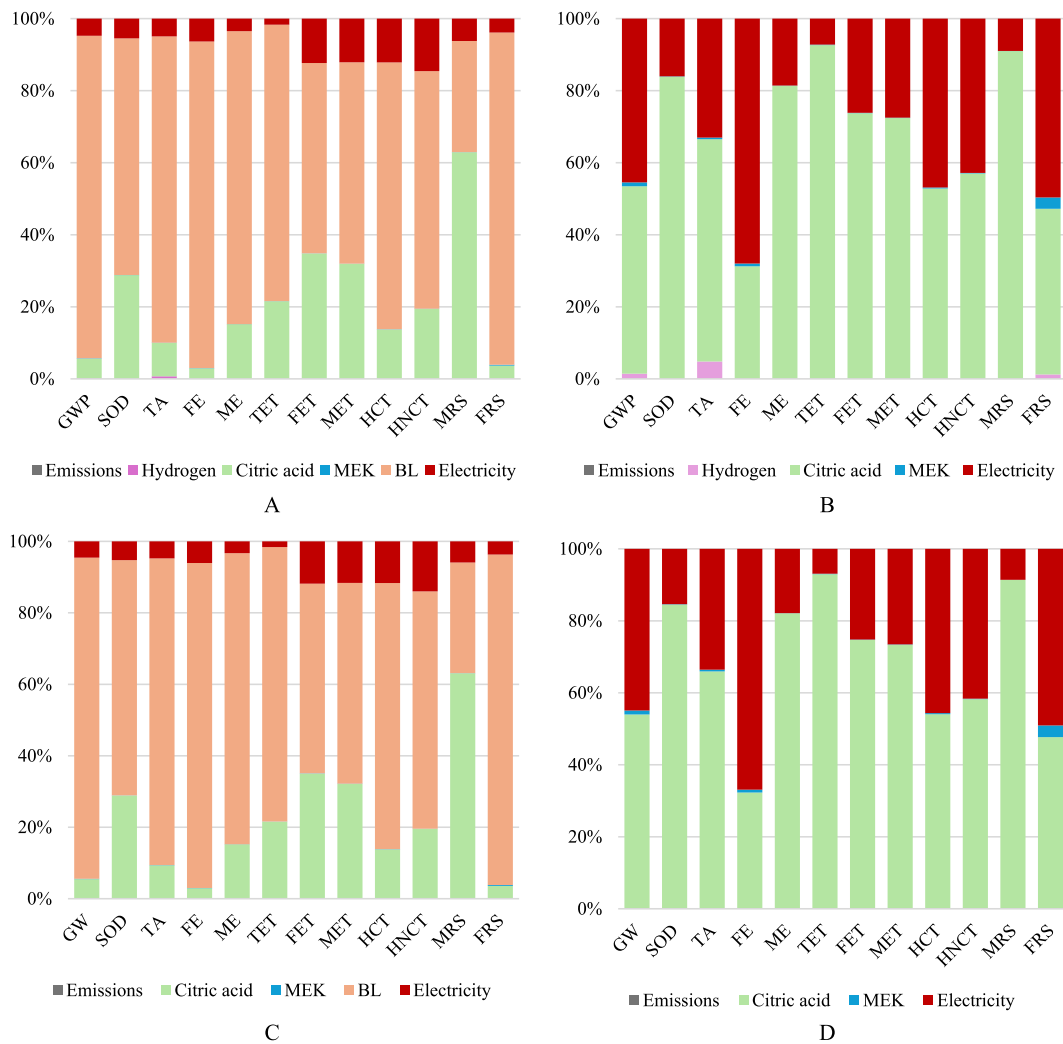 100%
80%
60%
40%
20%
0%
GWP SOD TA FE ME TET FET MET HCT HNCT MRS FRS
Emissions Hydrogen Citric acid MEK BL Electricity
A
100%
80%
60%
40%
20%
0%
GWP SOD TA FE ME TET FET MET HCT HNCT MRS FRS
Emissions Hydrogen Citric acid MEK Electricity
B
100%
80%
60%
40%
20%
0%
GW SOD TA FE ME TET FET MET HCT HNCT MRS FRS
Emissions Citric acid MEK BL Electricity
C
100%
80%
60%
40%
20%
0%
GW SOD TA FE ME TET FET MET HCT HNCT MRS FRS
Emissions Citric acid MEK Electricity
D